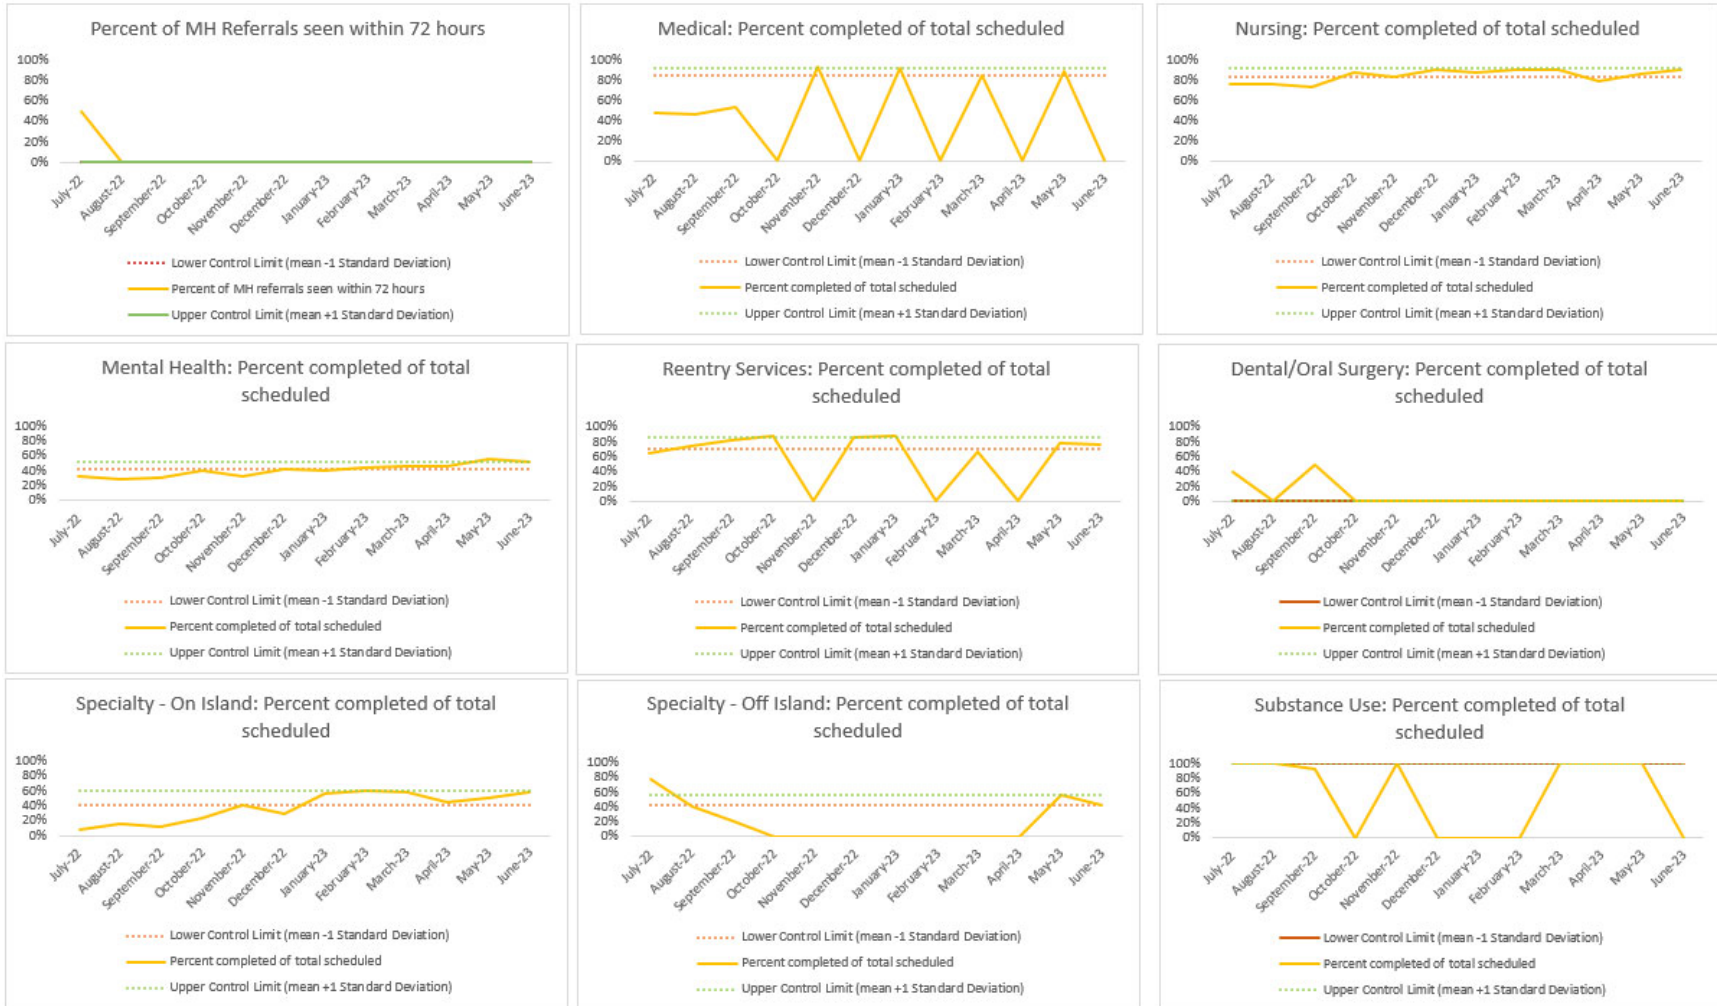 Percent of MH Referrals seen within 72 hours
100%
80%
60%
40%
20%
0%
July-22
August-22
September-22
October-22
November-22
December-22
January-23
February-23
March-23
April-23
May-23
June-23
Lower Control Limit (mean -1 Standard Deviation)
Percent of MH referrals seen within 72 hours
Upper Control Limit (mean +1 Standard Deviation)
Medical: Percent completed of total scheduled
100%
80%
60%
40%
20%
0%
July-22
August-22
September-22
October-22
November-22
December-22
January-23
February-23
March-23
April-23
May-23
June-23
Lower Control Limit (mean -1 Standard Deviation)
Percent completed of total scheduled
Upper Control Limit (mean +1 Standard Deviation)
Nursing: Percent completed of total scheduled
100%
80%
60%
40%
20%
0%
July-22
August-22
September-22
October-22
November-22
December-22
January-23
February-23
March-23
April-23
May-23
June-23
Lower Control Limit (mean -1 Standard Deviation)
Percent completed of total scheduled
Upper Control Limit (mean +1 Standard Deviation)
Mental Health: Percent completed of total
scheduled
100%
80%
60%
40%
20%
0%
July-22
August-22
September-22
October-22
November-22
December-22
January-23
February-23
March-23
April-23
May-23
June-23
Lower Control Limit (mean -1 Standard Deviation)
Percent completed of total scheduled
Upper Control Limit (mean +1 Standard Deviation)
Reentry Services: Percent completed of total
scheduled
100%
80%
60%
40%
20%
0%
July-22
August-22
September-22
October-22
November-22
December-22
January-23
February-23
March-23
April-23
May-23
June-23
Lower Control Limit (mean -1 Standard Deviation)
Percent completed of total scheduled
Upper Control Limit (mean +1 Standard Deviation)
Dental/Oral Surgery: Percent completed of total
scheduled
100%
80%
60%
40%
20%
0%
July-22
August-22
September-22
October-22
November-22
December-22
January-23
February-23
March-23
April-23
May-23
June-23
Lower Control Limit (mean -1 Standard Deviation)
Percent completed of total scheduled
Upper Control Limit (mean +1 Standard Deviation)
Specialty - On Island: Percent completed of total
scheduled
100%
80%
60%
40%
20%
0%
July-22
August-22
September-22
October-22
November-22
December-22
January-23
February-23
March-23
April-23
May-23
June-23
Lower Control Limit (mean -1 Standard Deviation)
Percent completed of total scheduled
Upper Control Limit (mean +1 Standard Deviation)
Specialty - Off Island: Percent completed of total
scheduled
100%
80%
60%
40%
20%
0%
July-22
August-22
September-22
October-22
November-22
December-22
January-23
February-23
March-23
April-23
May-23
June-23
Lower Control Limit (mean -1 Standard Deviation)
Percent completed of total scheduled
Upper Control Limit (mean +1 Standard Deviation)
Substance Use: Percent completed of total
scheduled
100%
80%
60%
40%
20%
0%
July-22
August-22
September-22
October-22
November-22
December-22
January-23
February-23
March-23
April-23
May-23
June-23
Lower Control Limit (mean -1 Standard Deviation)
Percent completed of total scheduled
Upper Control Limit (mean +1 Standard Deviation)